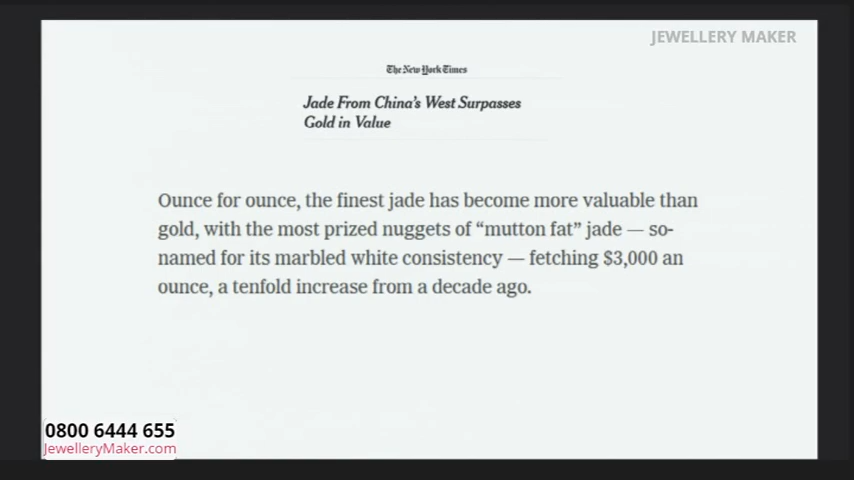 JEWELLERY MAKER
The New York Times
Jade From China's West Surpasses
Gold in Value
Ounce for ounce, the finest jade has become more valuable than
gold, with the most prized nuggets of “mutton fat” jade — so-
named for its marbled white consistency — fetching $3,000 an
ounce, a tenfold increase from a decade ago.
0800 6444 655
JewelleryMaker.com